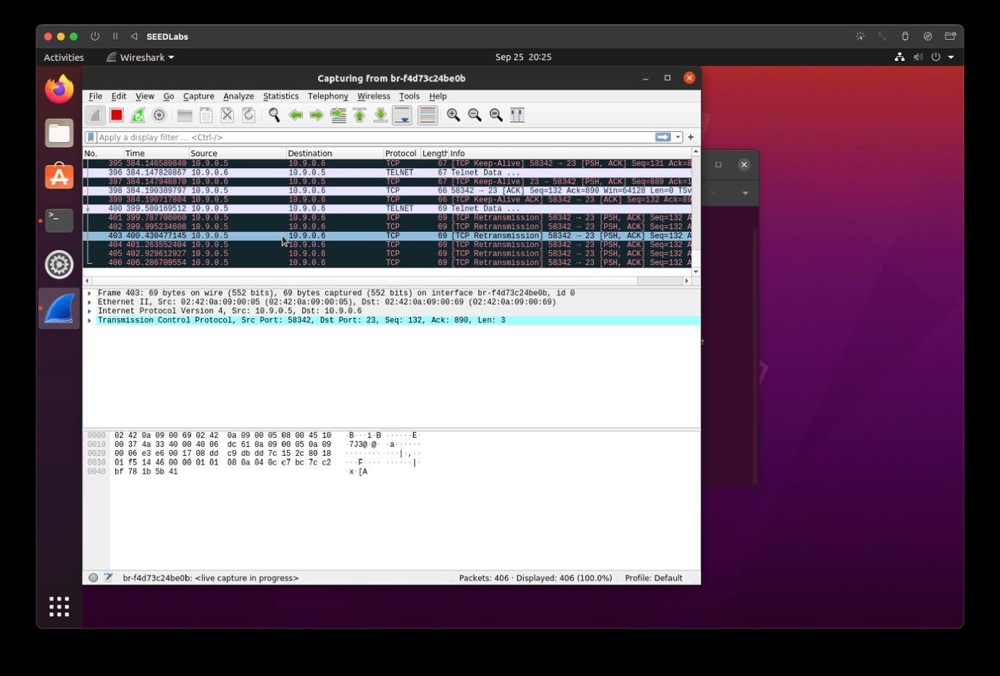 SEEDLabs
Activities Wireshark Sep 25 20:25
Capturing from br-f4d73c24be0b
File Edit View Go Capture Analyze Statistics Telephony Wireless Tools Help
Apply a display filter ... <Ctrl-/> +
No. Time Source Destination Protocol Length Info
395 384.146589840 10.9.0.5 10.9.0.6 TCP 67 [TCP Keep-Alive] 58342 → 23 [PSH, ACK] Seq=131 Ack=8
396 384.147820867 10.9.0.6 10.9.0.5 TELNET 67 Telnet Data ...
397 384.147948870 10.9.0.6 10.9.0.5 TCP 67 [TCP Keep-Alive] 23 → 58342 [PSH, ACK] Seq=889 Ack=1
398 384.190389797 10.9.0.5 10.9.0.6 TCP 66 58342 → 23 [ACK] Seq=132 Ack=890 Win=64128 Len=0 TSv
399 384.190717804 10.9.0.5 10.9.0.6 TCP 66 [TCP Keep-Alive ACK] 58342 → 23 [ACK] Seq=132 Ack=89
400 399.580169512 10.9.0.5 10.9.0.6 TELNET 69 Telnet Data ...
401 399.787708060 10.9.0.5 10.9.0.6 TCP 69 [TCP Retransmission] 58342 → 23 [PSH, ACK] Seq=132 A
402 399.995234608 10.9.0.5 10.9.0.6 TCP 69 [TCP Retransmission] 58342 → 23 [PSH, ACK] Seq=132 A
403 400.430477145 10.9.0.5 10.9.0.6 TCP 69 [TCP Retransmission] 58342 → 23 [PSH, ACK] Seq=132 A
404 401.263552404 10.9.0.5 10.9.0.6 TCP 69 [TCP Retransmission] 58342 → 23 [PSH, ACK] Seq=132 A
405 402.929612927 10.9.0.5 10.9.0.6 TCP 69 [TCP Retransmission] 58342 → 23 [PSH, ACK] Seq=132 A
406 406.286709554 10.9.0.5 10.9.0.6 TCP 69 [TCP Retransmission] 58342 → 23 [PSH, ACK] Seq=132 A
Frame 403: 69 bytes on wire (552 bits), 69 bytes captured (552 bits) on interface br-f4d73c24be0b, id 0
Ethernet II, Src: 02:42:0a:09:00:05 (02:42:0a:09:00:05), Dst: 02:42:0a:09:00:69 (02:42:0a:09:00:69)
Internet Protocol Version 4, Src: 10.9.0.5, Dst: 10.9.0.6
Transmission Control Protocol, Src Port: 58342, Dst Port: 23, Seq: 132, Ack: 890, Len: 3
e
0000 02 42 0a 09 00 69 02 42 0a 09 00 05 08 00 45 10 ·B···i·B ······E·
0010 00 37 4a 33 40 00 40 06 dc 61 0a 09 00 05 0a 09 ·7J3@·@· ·a······
0020 00 06 e3 e6 00 17 08 dd c9 db dd 7c 15 2c 80 18 ········ ···|·,··
0030 01 f5 14 46 00 00 01 01 08 0a 04 0c c7 bc 7c c2 ···F···· ······|·
0040 bf 78 1b 5b 41 ·x·[A
br-f4d73c24be0b: <live capture in progress> Packets: 406 · Displayed: 406 (100.0%) Profile: Default